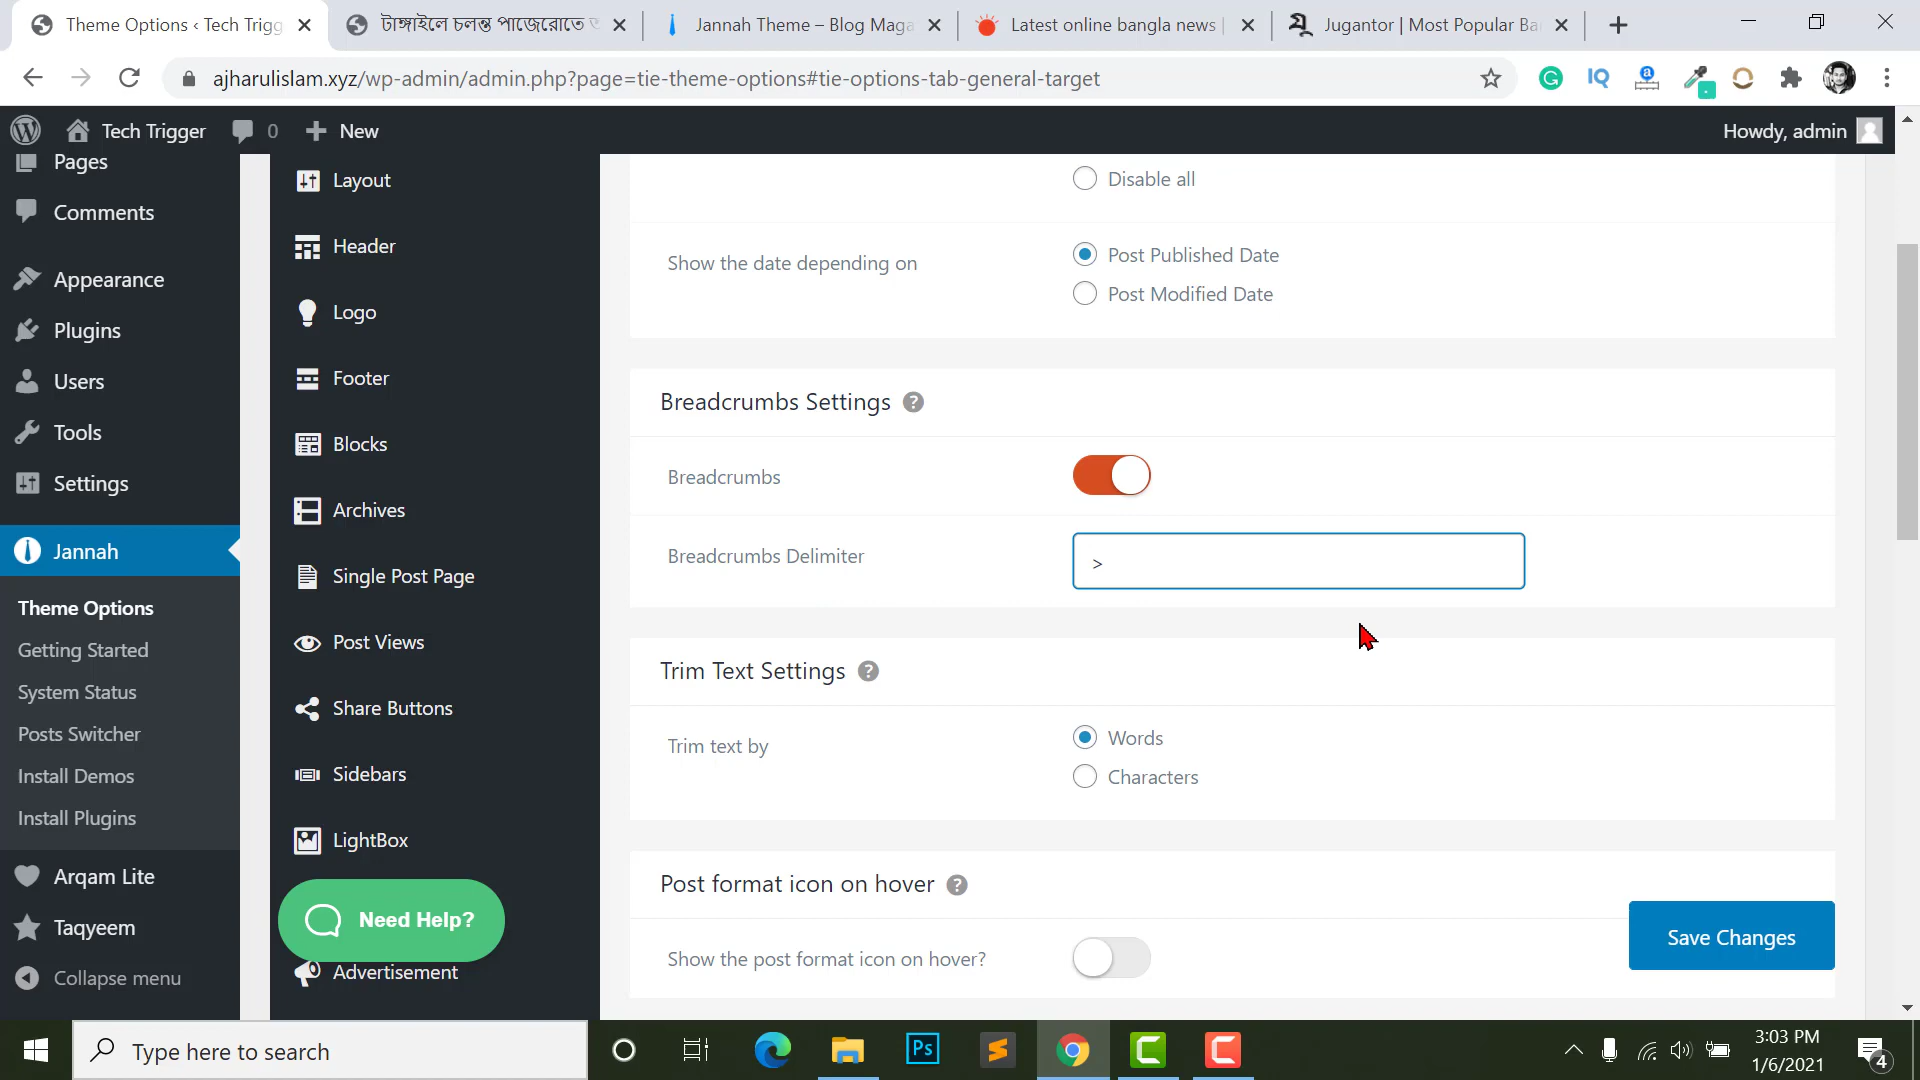 Theme Options ‹ Tech Trigg
টাঙ্গাইলে চলন্ত পাজেরোতে
Jannah Theme – Blog Maga
Latest online bangla news |
Jugantor | Most Popular Ba
ajharulislam.xyz/wp-admin/admin.php?page=tie-theme-options#tie-options-tab-general-target
Tech Trigger
0
New
Howdy, admin
Pages
Comments
Appearance
Plugins
Users
Tools
Settings
Jannah
Theme Options
Getting Started
System Status
Posts Switcher
Install Demos
Install Plugins
Arqam Lite
Taqyeem
Collapse menu
Layout
Header
Logo
Footer
Blocks
Archives
Single Post Page
Post Views
Share Buttons
Sidebars
LightBox
Need Help?
Advertisement
Disable all
Show the date depending on
Post Published Date
Post Modified Date
Breadcrumbs Settings ?
Breadcrumbs
Breadcrumbs Delimiter
>
Trim Text Settings ?
Trim text by
Words
Characters
Post format icon on hover ?
Show the post format icon on hover?
Save Changes
Type here to search
Ps
3:03 PM
1/6/2021
4